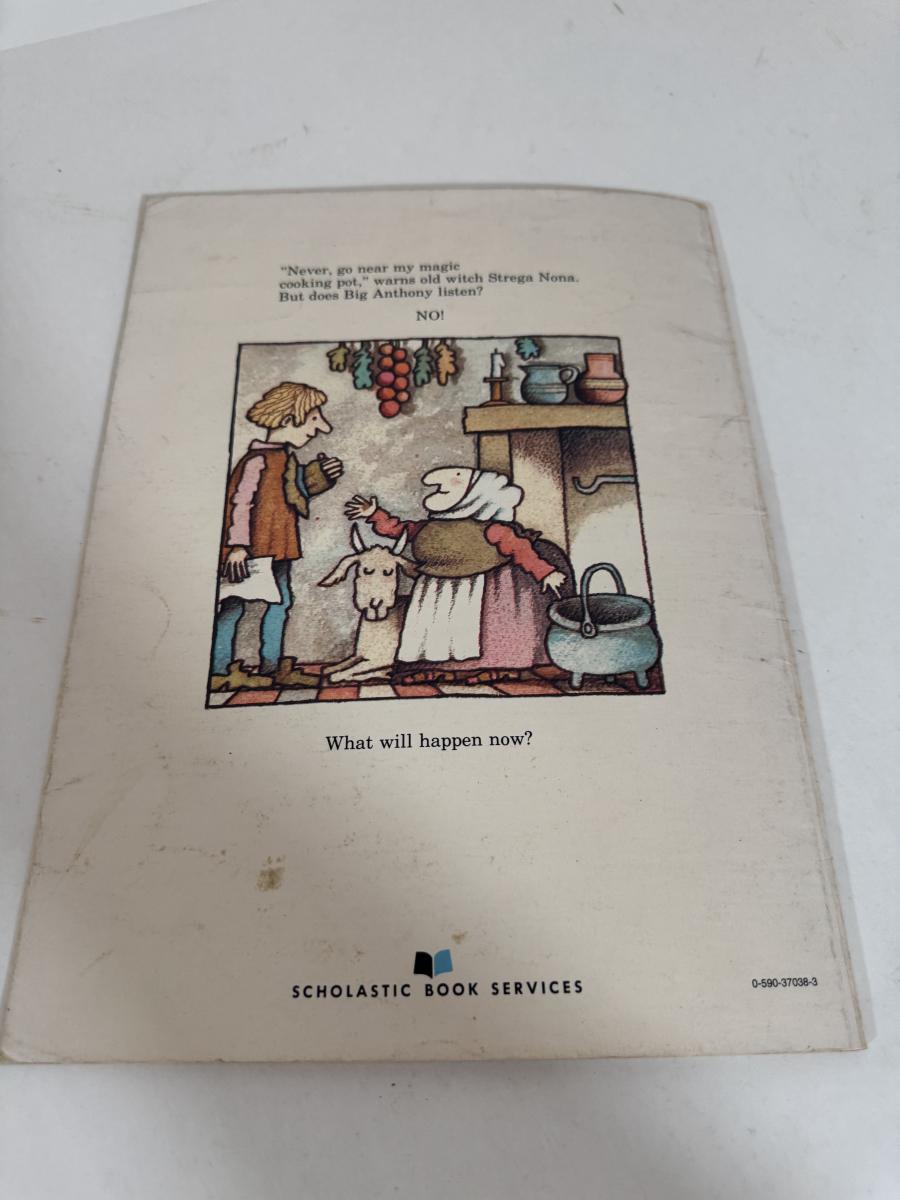 "Never, go near my magic
cooking pot," warns old witch Strega Nona.
But does Big Anthony listen?
NO!
What will happen now?
SCHOLASTIC BOOK SERVICES
0-590-37038-3